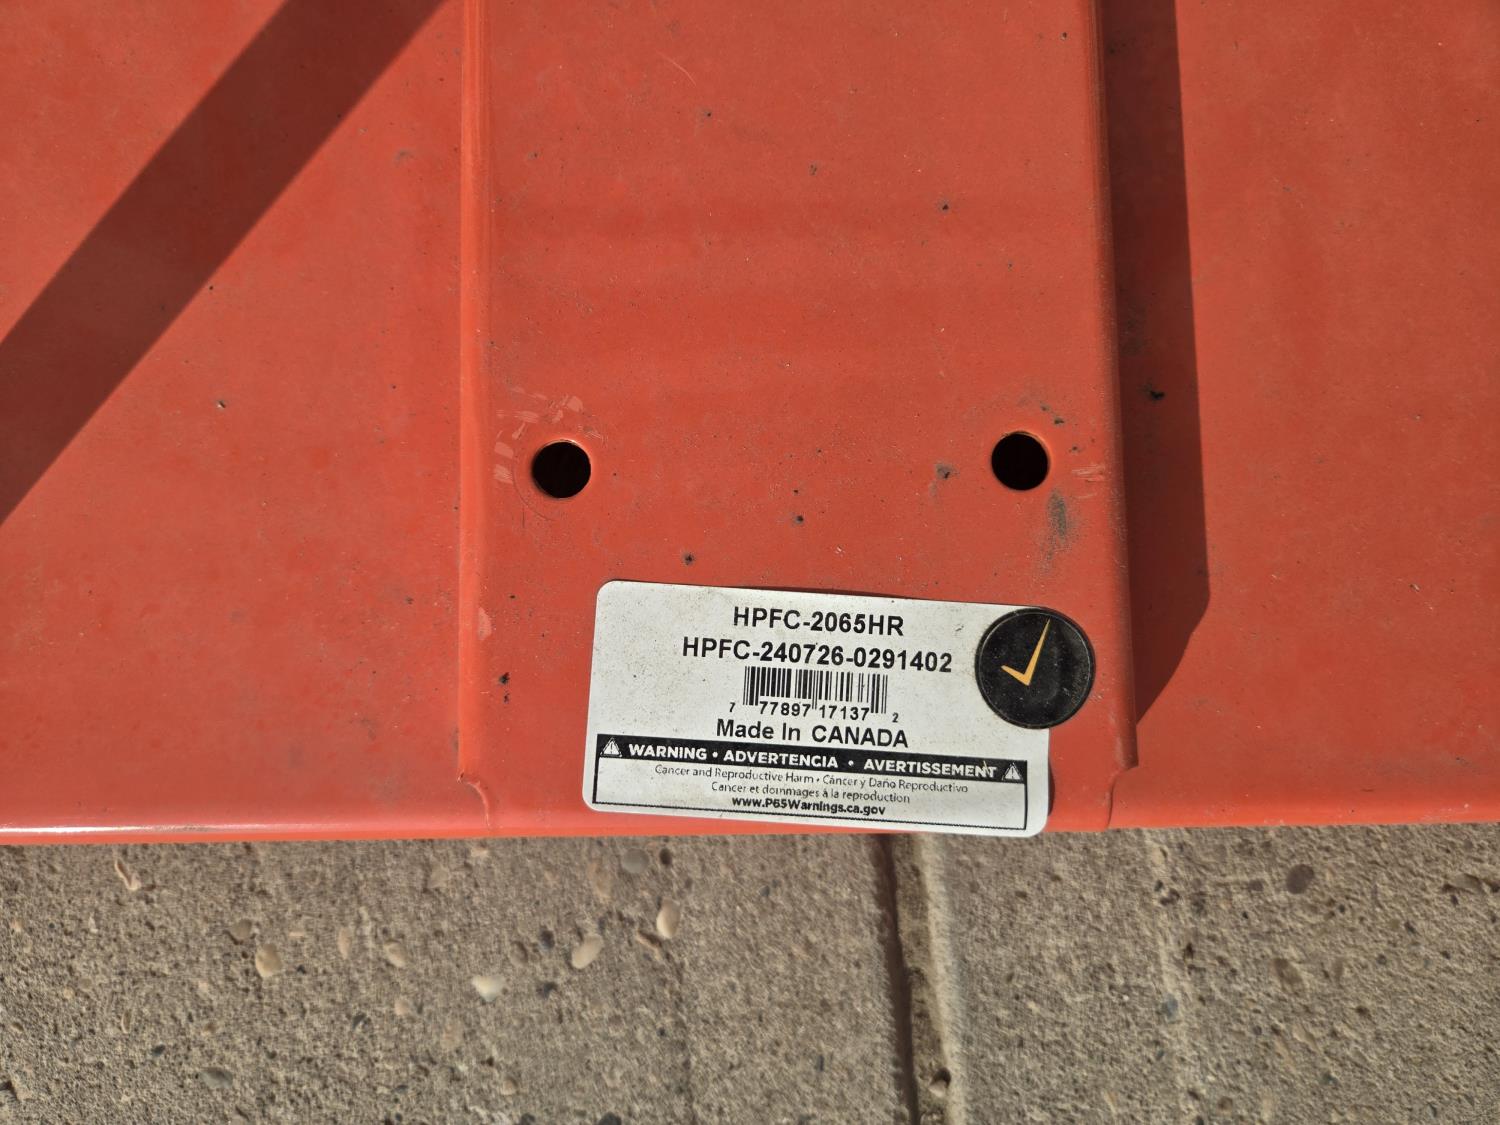 HPFC-2065HR
HPFC-240726-0291402
7 77897 17137 2
Made In CANADA
WARNING • ADVERTENCIA • AVERTISSEMENT
Cancer and Reproductive Harm • Cáncer y Daño Reproductivo
Cancer et dommages à la reproduction
www.P65Warnings.ca.gov